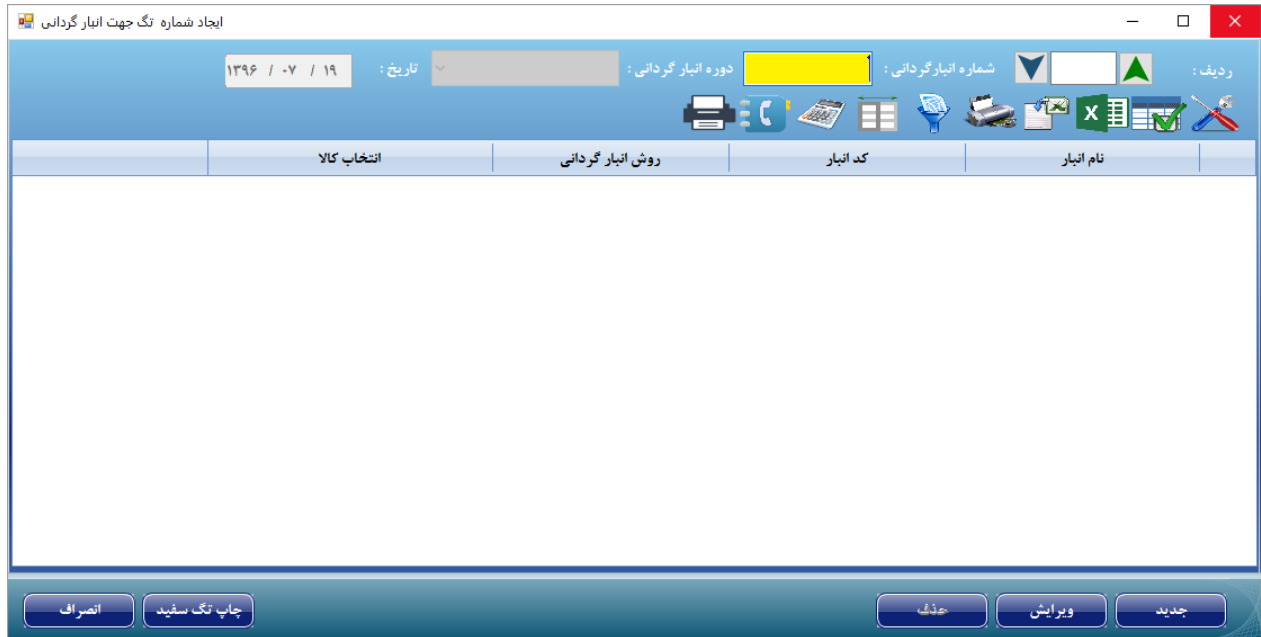 ایجاد شماره تگ جهت انبار گردانی
ردیف : شماره انبارگردانی : دوره انبار گردانی : تاریخ : ۱۳۹۶ / ۰۷ / ۱۹
نام انبار کد انبار روش انبار گردانی انتخاب کالا
جدید ویرایش حذف چاپ تگ سفید انصراف